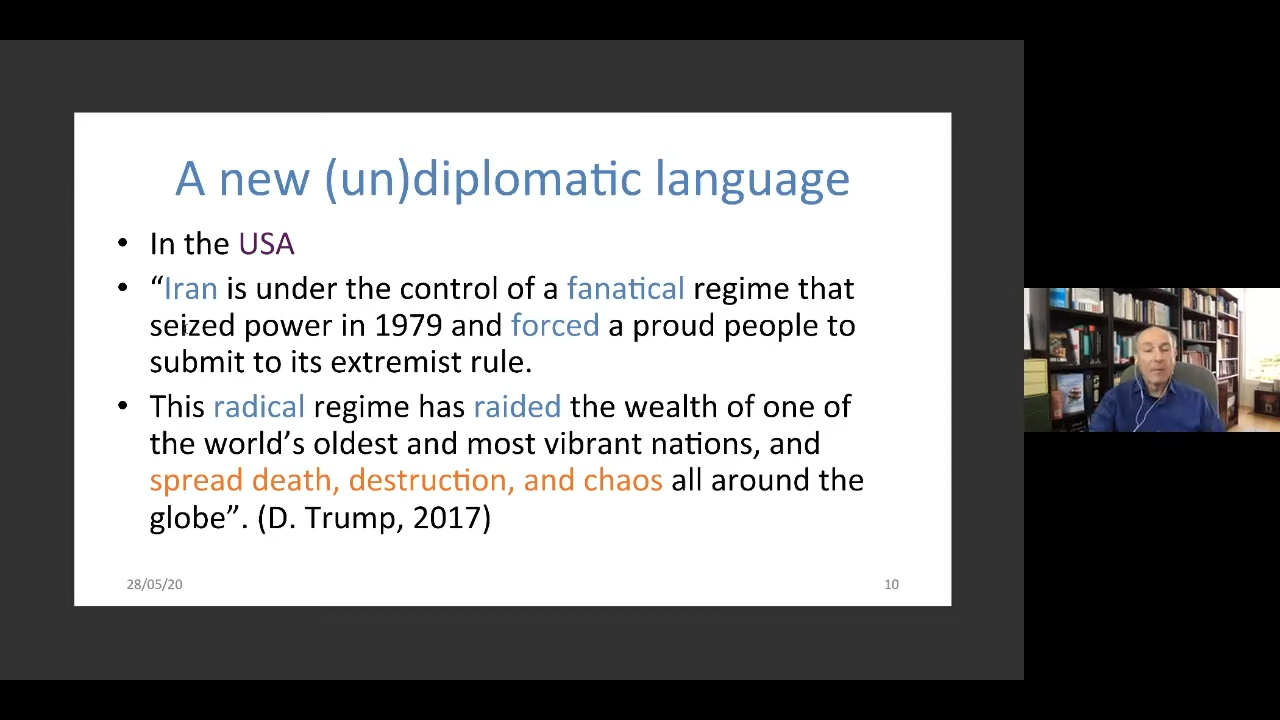 A new (un)diplomatic language
• In the USA
• “Iran is under the control of a fanatical regime that
seized power in 1979 and forced a proud people to
submit to its extremist rule.
• This radical regime has raided the wealth of one of
the world’s oldest and most vibrant nations, and
spread death, destruction, and chaos all around the
globe”. (D. Trump, 2017)
28/05/20
10